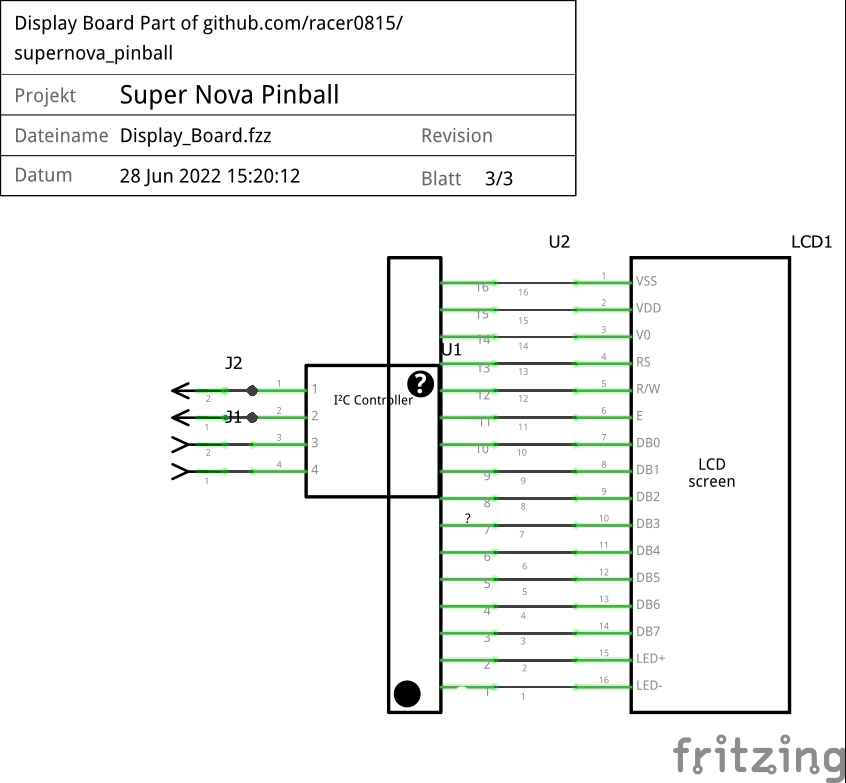 Display Board Part of github.com/racer0815/
supernova_pinball
Projekt Super Nova Pinball
Dateiname Display_Board.fzz Revision
Datum 28 Jun 2022 15:20:12 Blatt 3/3
U2 LCD1
16 16 1 VSS
15 15 2 VDD
14 14 3 V0
U1
J2 13 13 4 RS
?
1 2 1 12 12 5 R/W
I²C Controller
J1 1 2 2 11 11 6 E
2 3 3 10 10 7 DB0
1 4 4 9 9 8 DB1
LCD
screen
8 8 9 DB2
?
7 7 10 DB3
6 6 11 DB4
5 5 12 DB5
4 4 13 DB6
3 3 14 DB7
2 2 15 LED+
1 1 16 LED-
fritzing